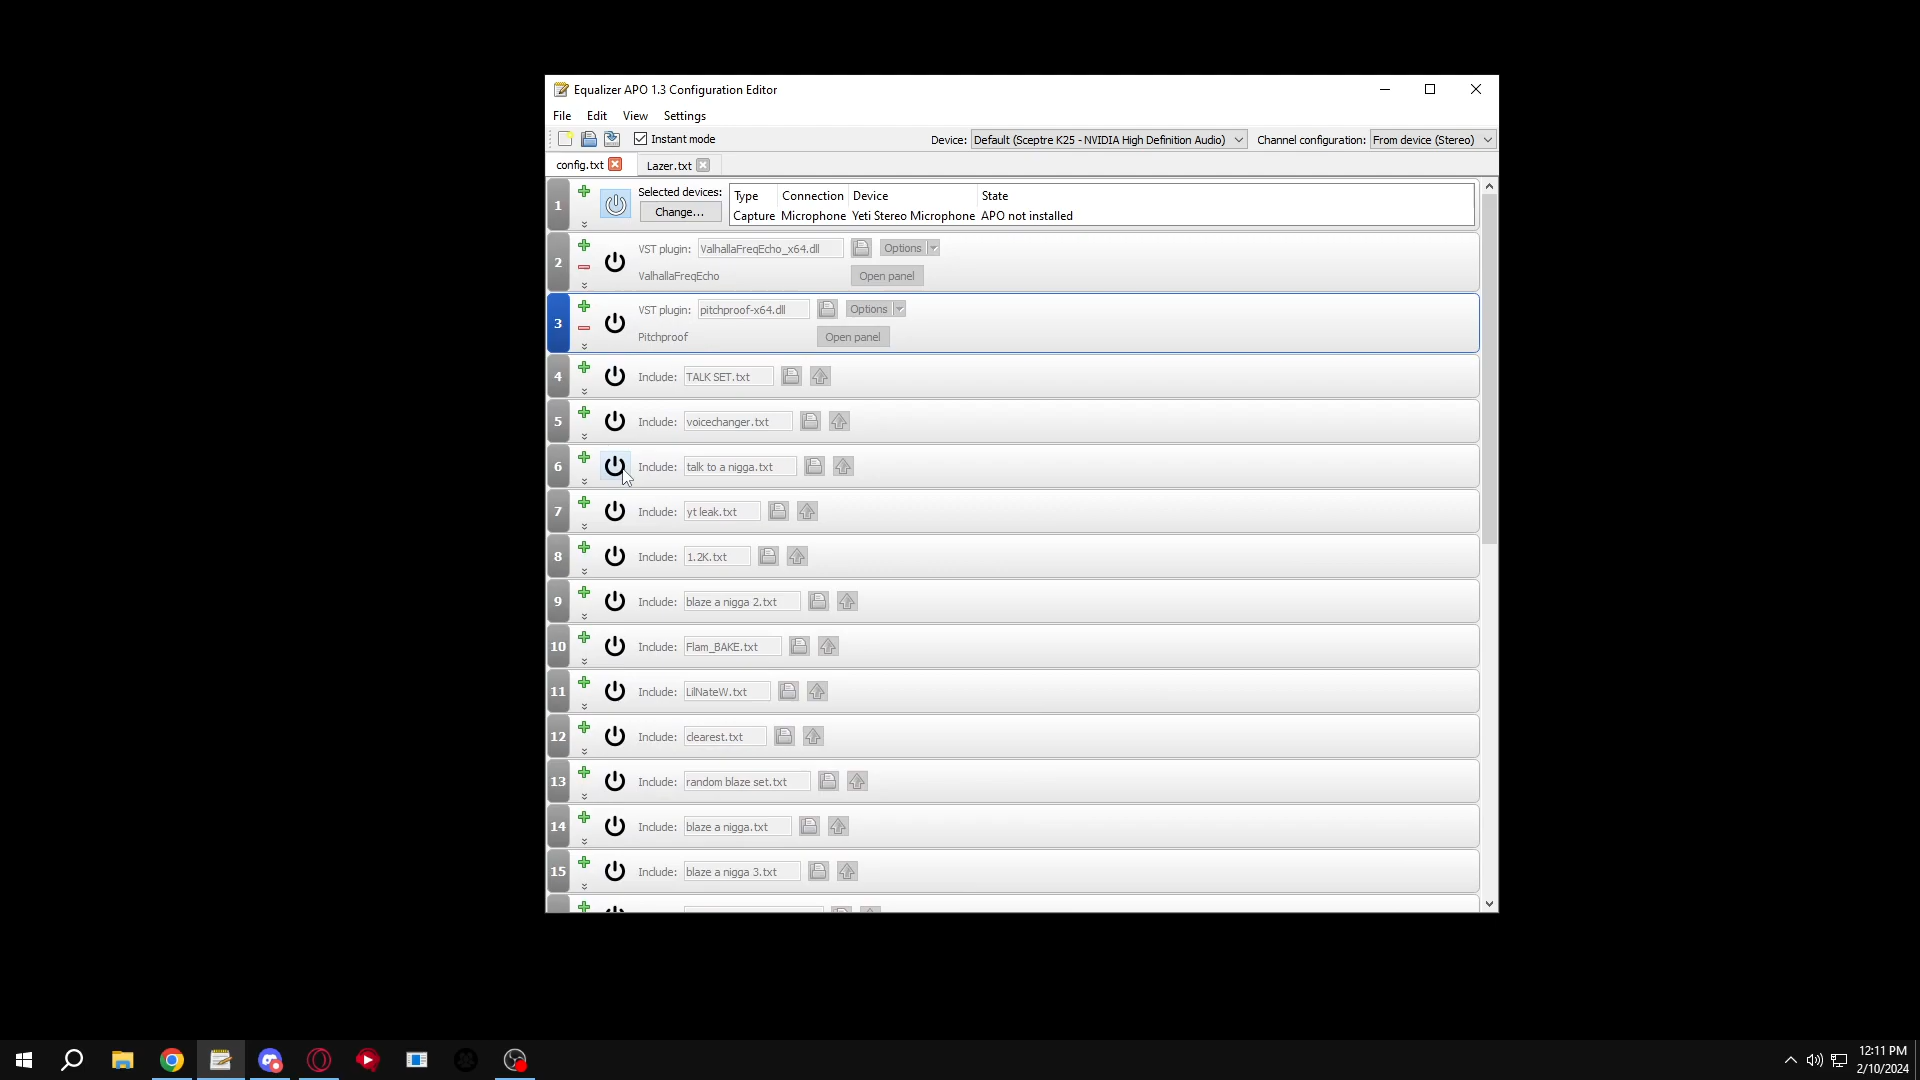 Equalizer APO 1.3 Configuration Editor
File Edit View Settings
Instant mode Device: Default (Sceptre K25 - NVIDIA High Definition Audio) Channel configuration: From device (Stereo)
config.txt Lazer.txt
1 Selected devices: Change... Type Connection Device State
Capture Microphone Yeti Stereo Microphone APO not installed
2 VST plugin: ValhallaFreqEcho_x64.dll Options
ValhallaFreqEcho Open panel
3 VST plugin: pitchproof-x64.dll Options
Pitchproof Open panel
4 Include: TALK SET.txt
5 Include: voicechanger.txt
6 Include: talk to a nigga.txt
7 Include: yt leak.txt
8 Include: 1.2K.txt
9 Include: blaze a nigga 2.txt
10 Include: Flam_BAKE.txt
11 Include: LilNateW.txt
12 Include: clearest.txt
13 Include: random blaze set.txt
14 Include: blaze a nigga.txt
15 Include: blaze a nigga 3.txt
12:11 PM
2/10/2024